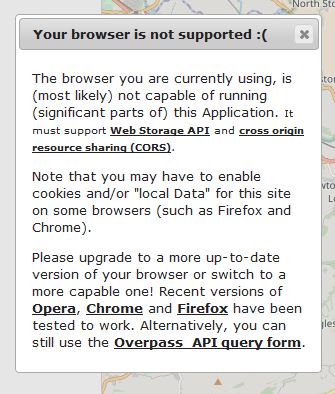 North Sto
Your browser is not supported :(
The browser you are currently using, is
(most likely) not capable of running
(significant parts of) this Application. It
must support Web Storage API and cross origin
resource sharing (CORS).
Note that you may have to enable
cookies and/or "local Data" for this site
on some browsers (such as Firefox and
Chrome).
Please upgrade to a more up-to-date
version of your browser or switch to a
more capable one! Recent versions of
Opera, Chrome and Firefox have been
tested to work. Alternatively, you can
still use the Overpass API query form.